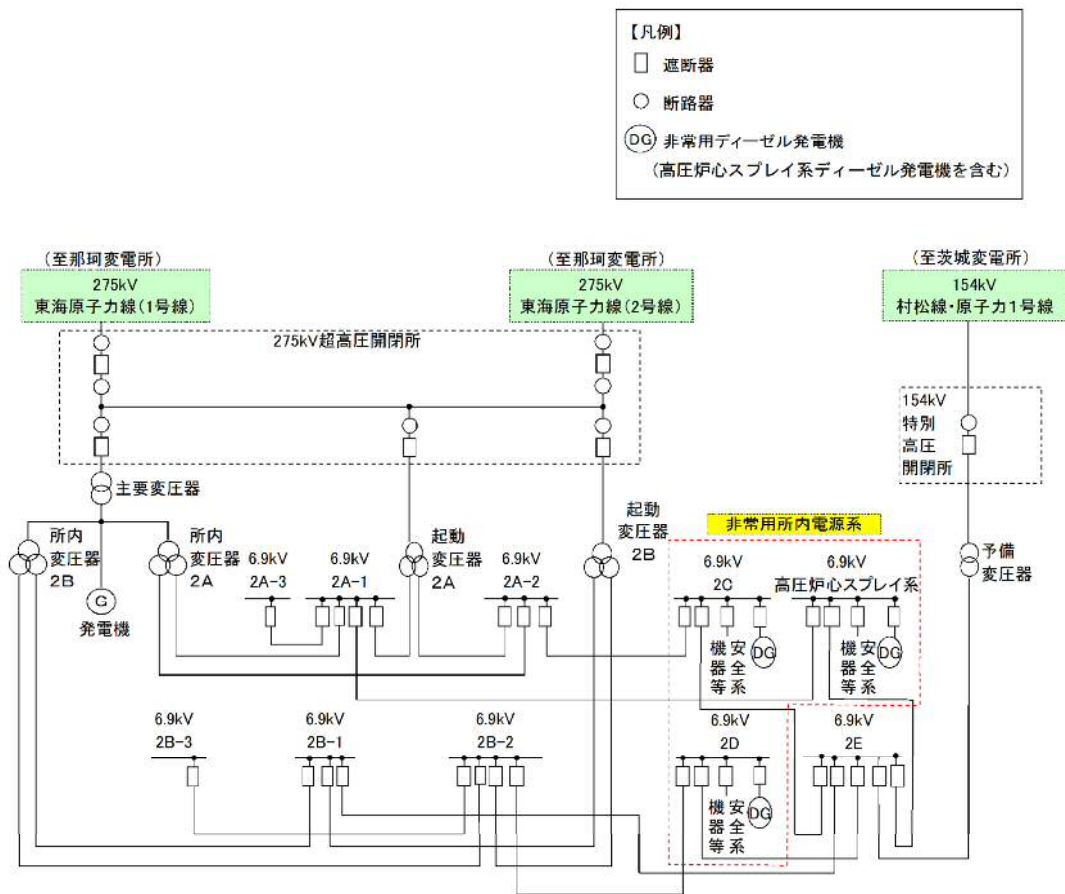 【凡例】
遮断器
断路器
DG 非常用ディーゼル発電機
（高圧炉心スプレイ系ディーゼル発電機を含む）
（至那珂変電所）
275kV
東海原子力線（1号線）
（至那珂変電所）
275kV
東海原子力線（2号線）
（至茨城変電所）
154kV
村松線・原子力１号線
275kV超高圧開閉所
154kV
特別
高圧
開閉所
主要変圧器
所内
変圧器
２B
所内
変圧器
２A
G
発電機
起動
変圧器
２A
起動
変圧器
2B
予備
変圧器
非常用所内電源系
6.9kV
2A-3
6.9kV
2A-1
6.9kV
2A-2
6.9kV
2C
機器等
安全系
DG
6.9kV
高圧炉心スプレイ系
機器等
安全系
DG
6.9kV
2B-3
6.9kV
2B-1
6.9kV
2B-2
6.9kV
2D
機器等
安全系
DG
6.9kV
2E